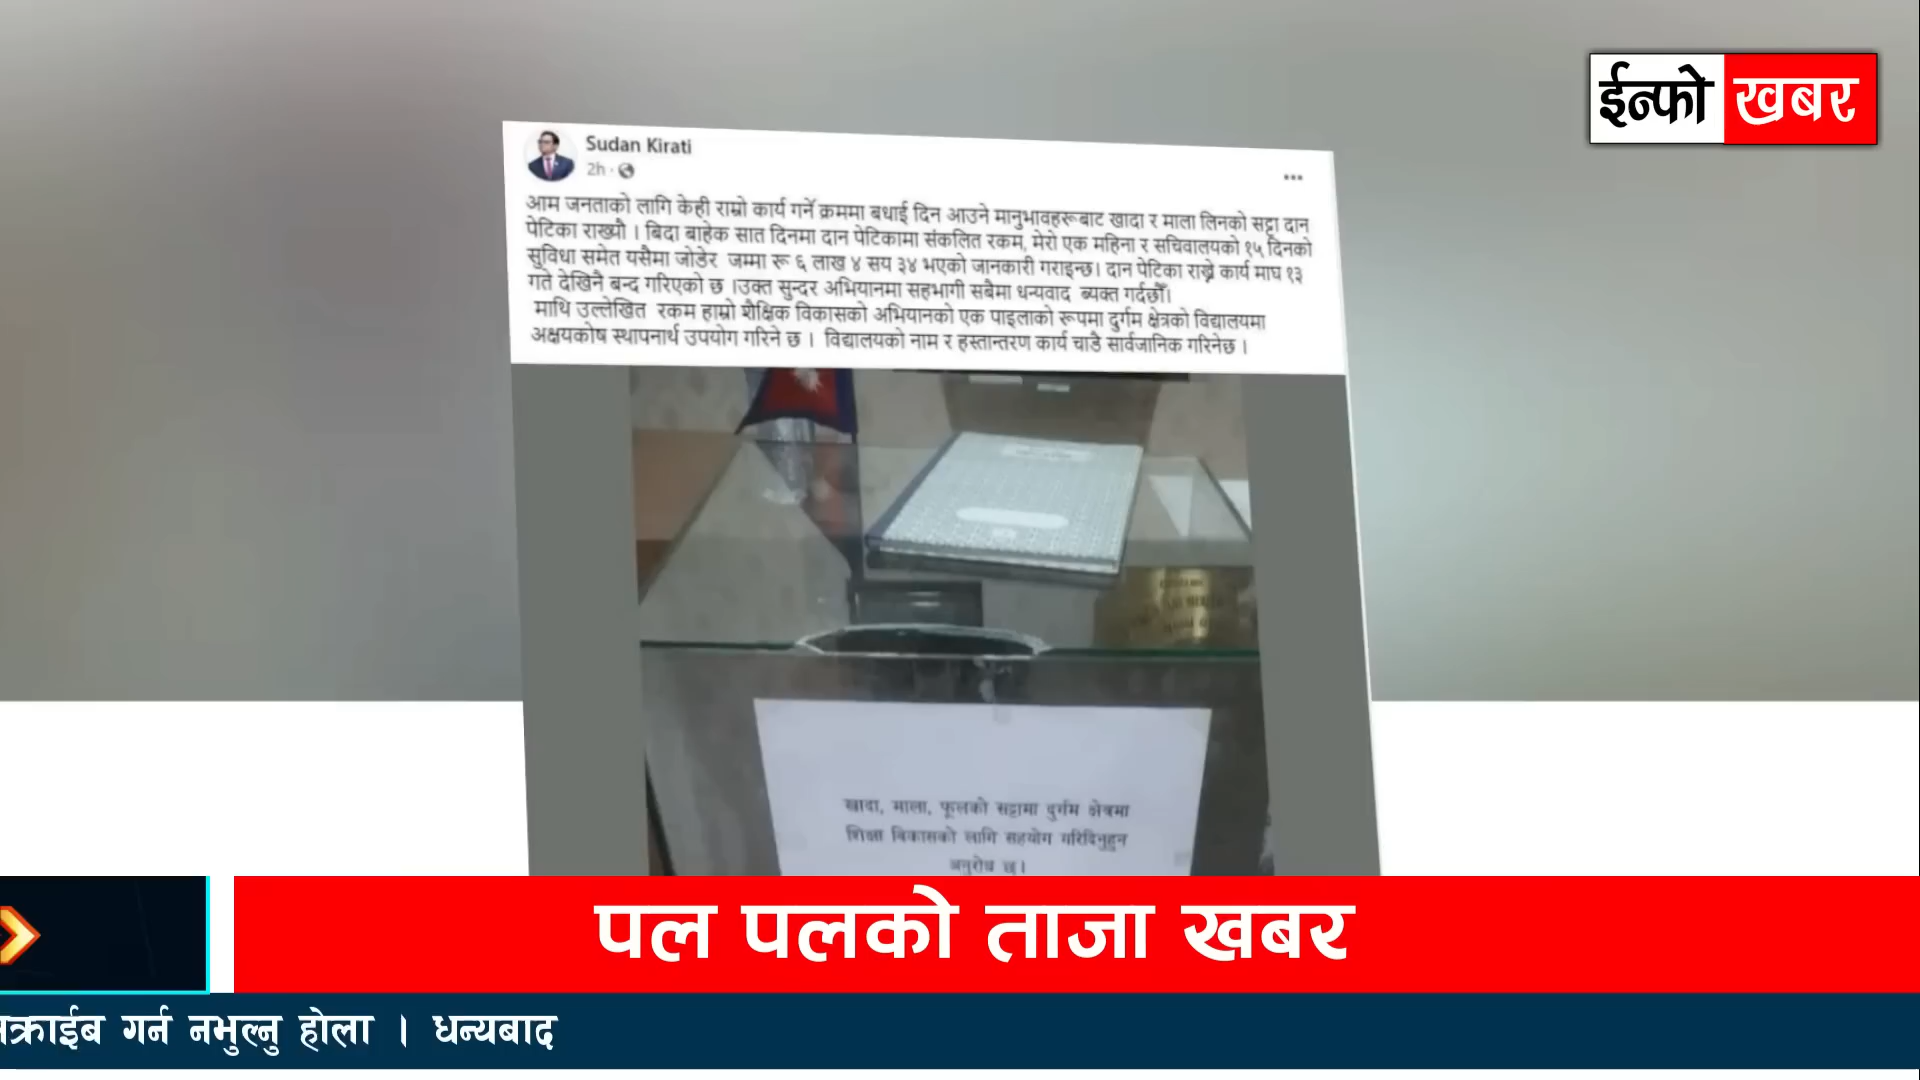 ईन्फो खबर
Sudan Kirati
2h
आम जनताको लागि केही राम्रो कार्य गर्ने क्रममा बधाई दिन आउने मानुभावहरूबाट खादा र माला लिनको सट्टा दान
पेटिका राख्यौ । बिदा बाहेक सात दिनमा दान पेटिकामा संकलित रकम, मेरो एक महिना र सचिवालयको १५ दिनको
सुविधा समेत यसैमा जोडेर जम्मा रू ६ लाख ४ सय ३४ भएको जानकारी गराइन्छ। दान पेटिका राख्ने कार्य माघ १३
गते देखिनै बन्द गरिएको छ ।उक्त सुन्दर अभियानमा सहभागी सबैमा धन्यवाद ब्यक्त गर्दछौँ।
माथि उल्लेखित रकम हाम्रो शैक्षिक विकासको अभियानको एक पाइलाको रूपमा दुर्गम क्षेत्रको विद्यालयमा
अक्षयकोष स्थापनार्थ उपयोग गरिने छ । विद्यालयको नाम र हस्तान्तरण कार्य चाडै सार्वजानिक गरिनेछ ।
खादा, माला, फूलको सट्टामा दुर्गम क्षेत्रमा
शिक्षा विकासको लागि सहयोग गरिदिनुहुन
अनुरोध छ।
पल पलको ताजा खबर
क्राईब गर्न नभुल्नु होला । धन्यबाद